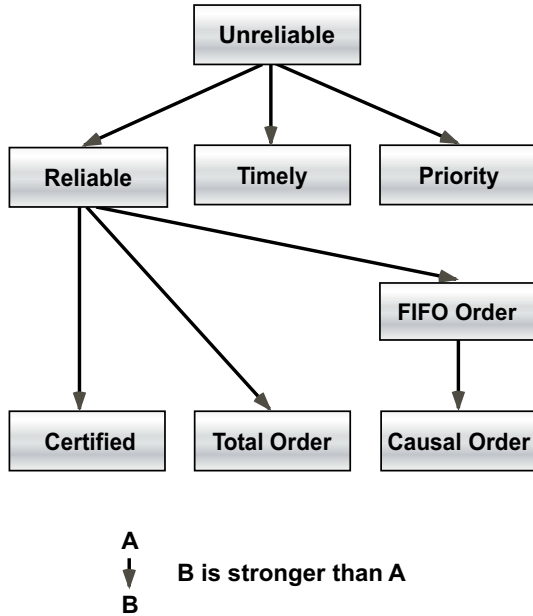 Unreliable
Reliable
Timely
Priority
FIFO Order
Certified
Total Order
Causal Order
A
B is stronger than A
B